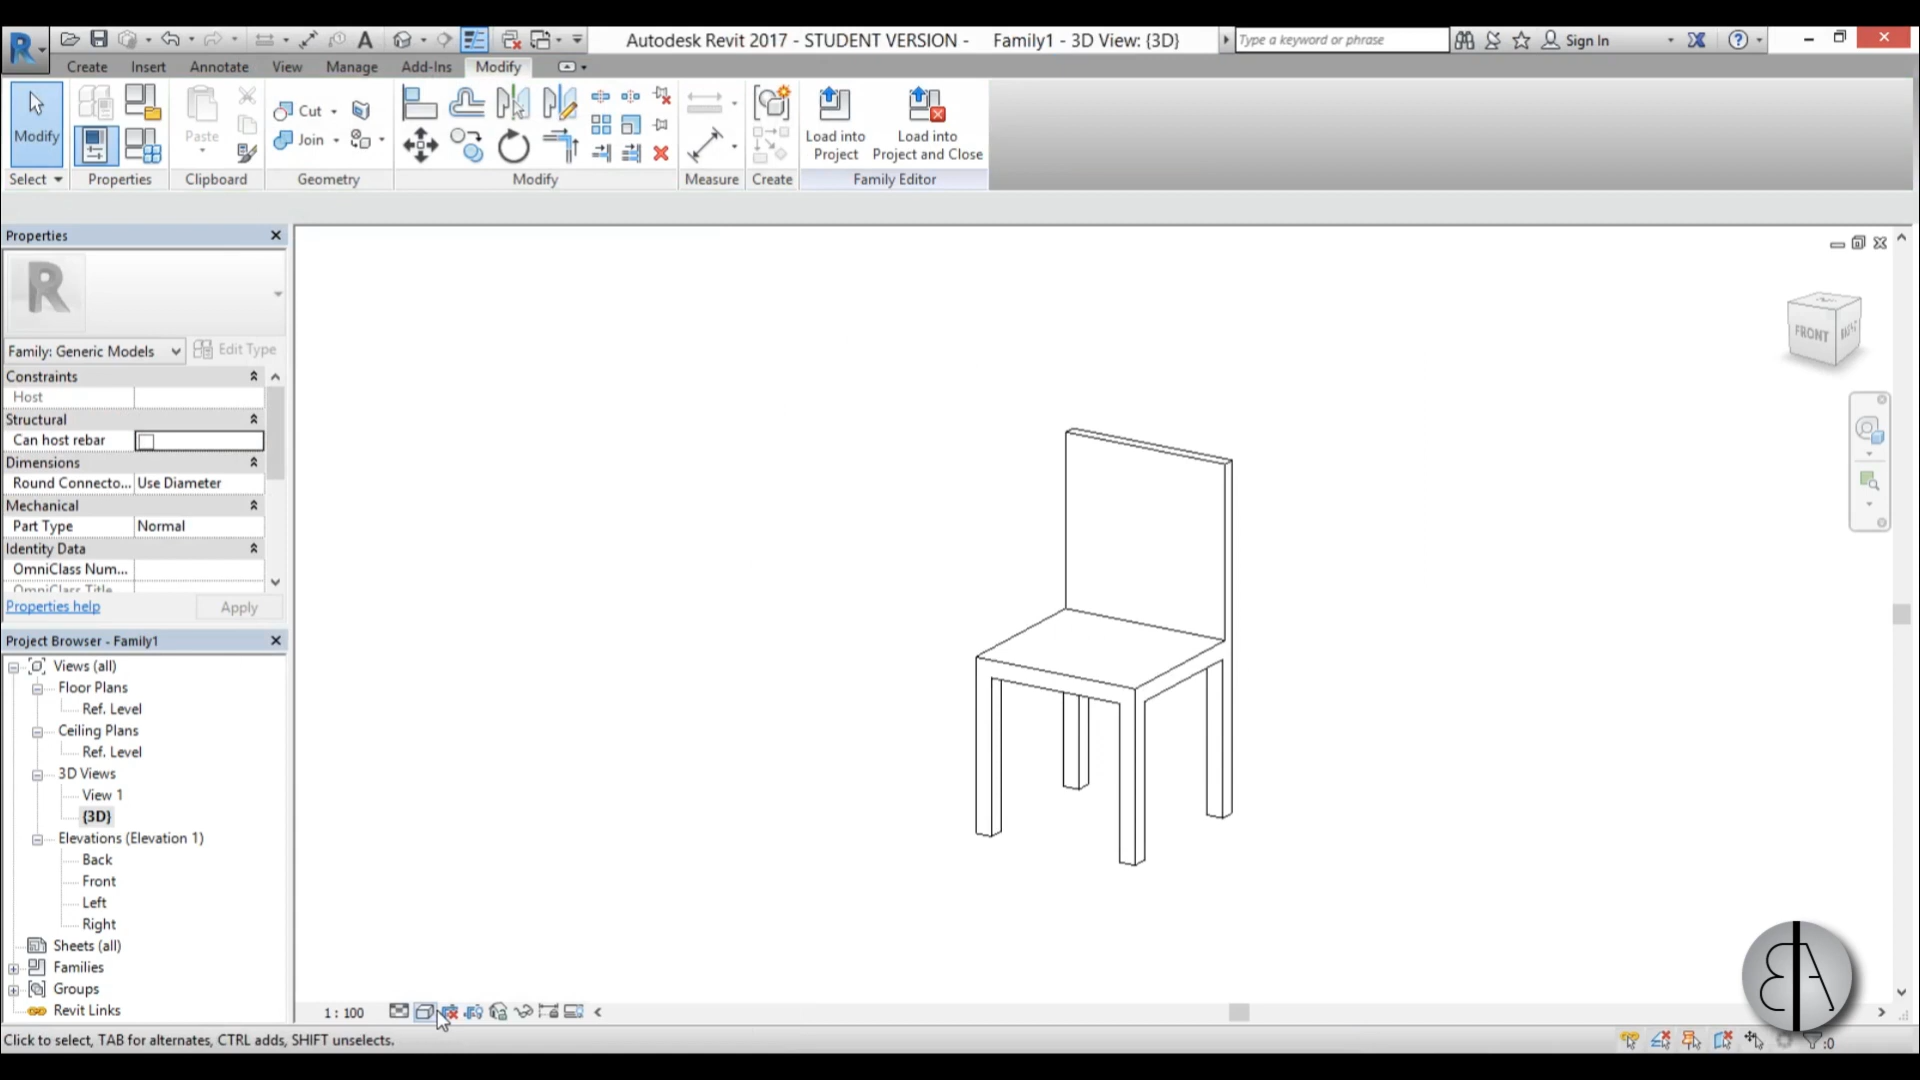 Autodesk Revit 2017 - STUDENT VERSION - Family1 - 3D View: {3D}
Type a keyword or phrase
Sign In
Create Insert Annotate View Manage Add-Ins Modify
Modify
Paste
Cut
Join
Load into Project
Load into Project and Close
Select Properties Clipboard Geometry Modify Measure Create Family Editor
Properties
Family: Generic Models
Edit Type
Constraints
Host
Structural
Can host rebar
Dimensions
Round Connecto... Use Diameter
Mechanical
Part Type Normal
Identity Data
OmniClass Num...
OmniClass Title
Properties help
Apply
Project Browser - Family1
Views (all)
Floor Plans
Ref. Level
Ceiling Plans
Ref. Level
3D Views
View 1
{3D}
Elevations (Elevation 1)
Back
Front
Left
Right
Sheets (all)
Families
Groups
Revit Links
FRONT
1 : 100
Click to select, TAB for alternates, CTRL adds, SHIFT unselects.
:0